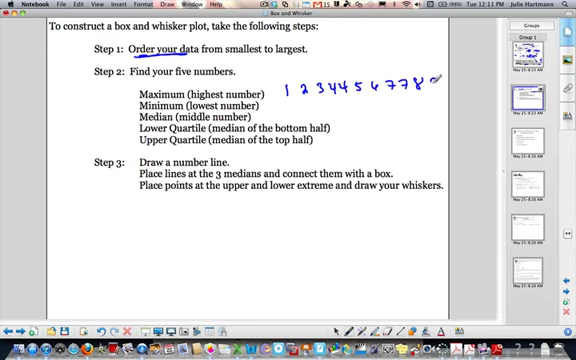 Notebook File Edit View Insert Format Draw Window Help
Tue 12:11 PM Julie Hartmann
Box and Whisker
To construct a box and whisker plot, take the following steps:
Step 1: Order your data from smallest to largest.
Step 2: Find your five numbers.
Maximum (highest number)
1 2 3 4 4 5 6 7 7 8
Minimum (lowest number)
Median (middle number)
Lower Quartile (median of the bottom half)
Upper Quartile (median of the top half)
Step 3: Draw a number line.
Place lines at the 3 medians and connect them with a box.
Place points at the upper and lower extreme and draw your whiskers.
Groups
Group 1